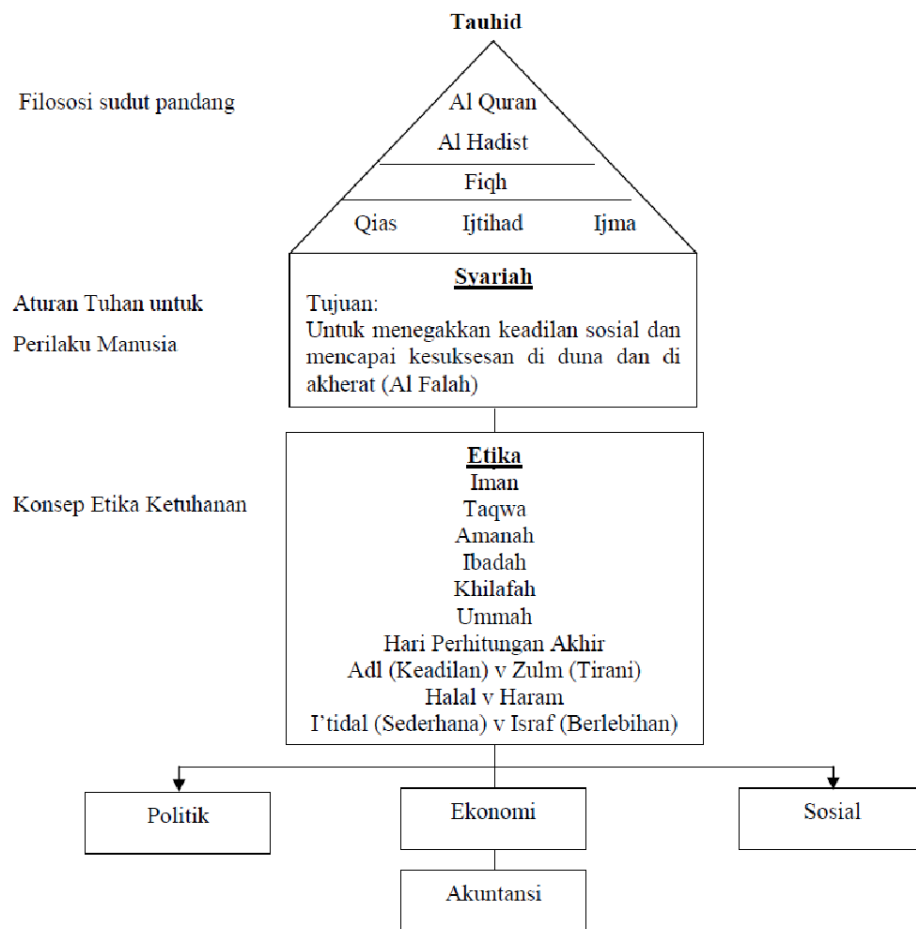 Tauhid
Filososi sudut pandang
Al Quran
Al Hadist
Fiqh
Qias Ijtihad Ijma
Syariah
Aturan Tuhan untuk
Perilaku Manusia
Tujuan:
Untuk menegakkan keadilan sosial dan
mencapai kesuksesan di duna dan di
akherat (Al Falah)
Etika
Konsep Etika Ketuhanan
Iman
Taqwa
Amanah
Ibadah
Khilafah
Ummah
Hari Perhitungan Akhir
Adl (Keadilan) v Zulm (Tirani)
Halal v Haram
I'tidal (Sederhana) v Israf (Berlebihan)
Politik
Ekonomi
Sosial
Akuntansi